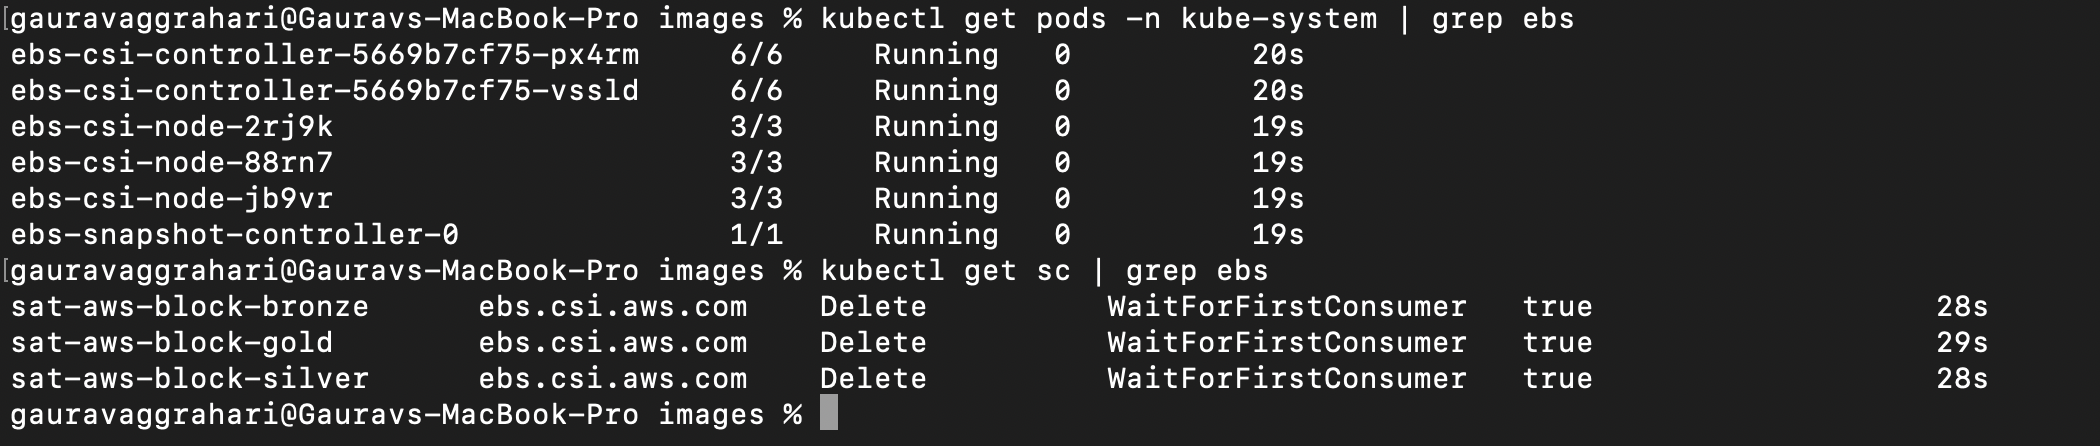 gauravaggrahari@Gauravs-MacBook-Pro images % kubectl get pods -n kube-system | grep ebs
ebs-csi-controller-5669b7cf75-px4rm     6/6     Running   0          20s
ebs-csi-controller-5669b7cf75-vssld     6/6     Running   0          20s
ebs-csi-node-2rj9k                      3/3     Running   0          19s
ebs-csi-node-88rn7                      3/3     Running   0          19s
ebs-csi-node-jb9vr                      3/3     Running   0          19s
ebs-snapshot-controller-0               1/1     Running   0          19s
gauravaggrahari@Gauravs-MacBook-Pro images % kubectl get sc | grep ebs
sat-aws-block-bronze      ebs.csi.aws.com    Delete          WaitForFirstConsumer   true                   28s
sat-aws-block-gold        ebs.csi.aws.com    Delete          WaitForFirstConsumer   true                   29s
sat-aws-block-silver      ebs.csi.aws.com    Delete          WaitForFirstConsumer   true                   28s
gauravaggrahari@Gauravs-MacBook-Pro images %